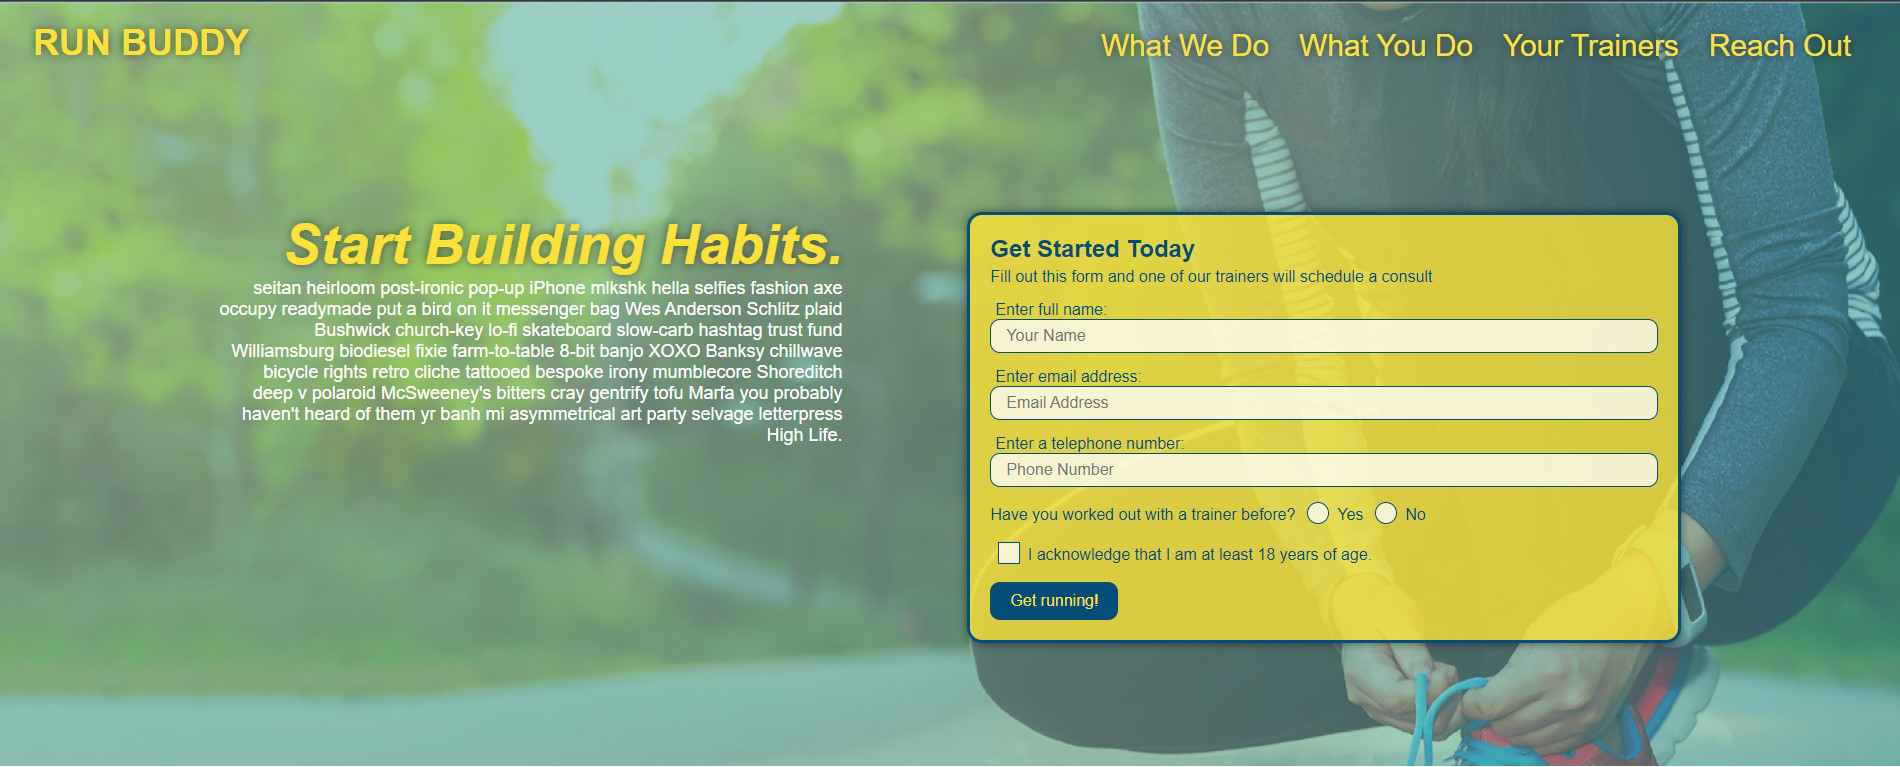 RUN BUDDY
What We Do
What You Do
Your Trainers
Reach Out
Start Building Habits.
seitan heirloom post-ironic pop-up iPhone mlkshk hella selfies fashion axe
occupy readymade put a bird on it messenger bag Wes Anderson Schlitz plaid
Bushwick church-key lo-fi skateboard slow-carb hashtag trust fund
Williamsburg biodiesel fixie farm-to-table 8-bit banjo XOXO Banksy chillwave
bicycle rights retro cliche tattooed bespoke irony mumblecore Shoreditch
deep v polaroid McSweeney's bitters cray gentrify tofu Marfa you probably
haven't heard of them yr banh mi asymmetrical art party selvage letterpress
High Life.
Get Started Today
Fill out this form and one of our trainers will schedule a consult
Enter full name:
Your Name
Enter email address:
Email Address
Enter a telephone number:
Phone Number
Have you worked out with a trainer before? Yes No
I acknowledge that I am at least 18 years of age.
Get running!